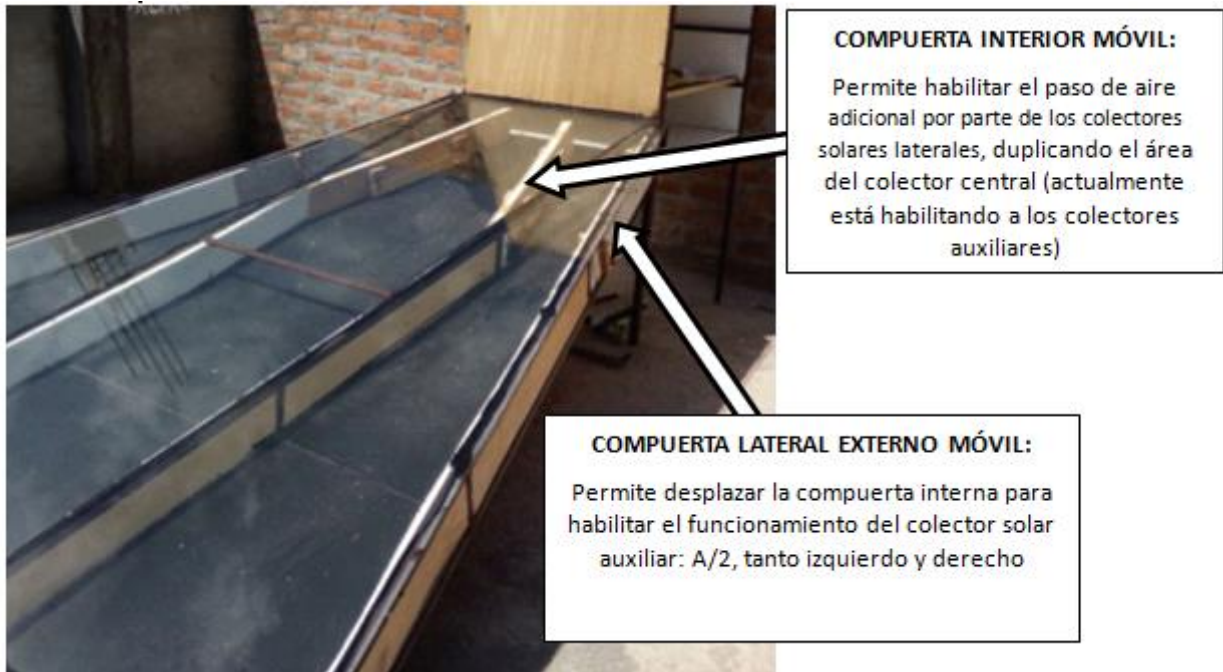 COMPUERTA INTERIOR MÓVIL:
Permite habilitar el paso de aire
adicional por parte de los colectores
solares laterales, duplicando el área
del colector central (actualmente
está habilitando a los colectores
auxiliares)
COMPUERTA LATERAL EXTERNO MÓVIL:
Permite desplazar la compuerta interna para
habilitar el funcionamiento del colector solar
auxiliar: A/2, tanto izquierdo y derecho